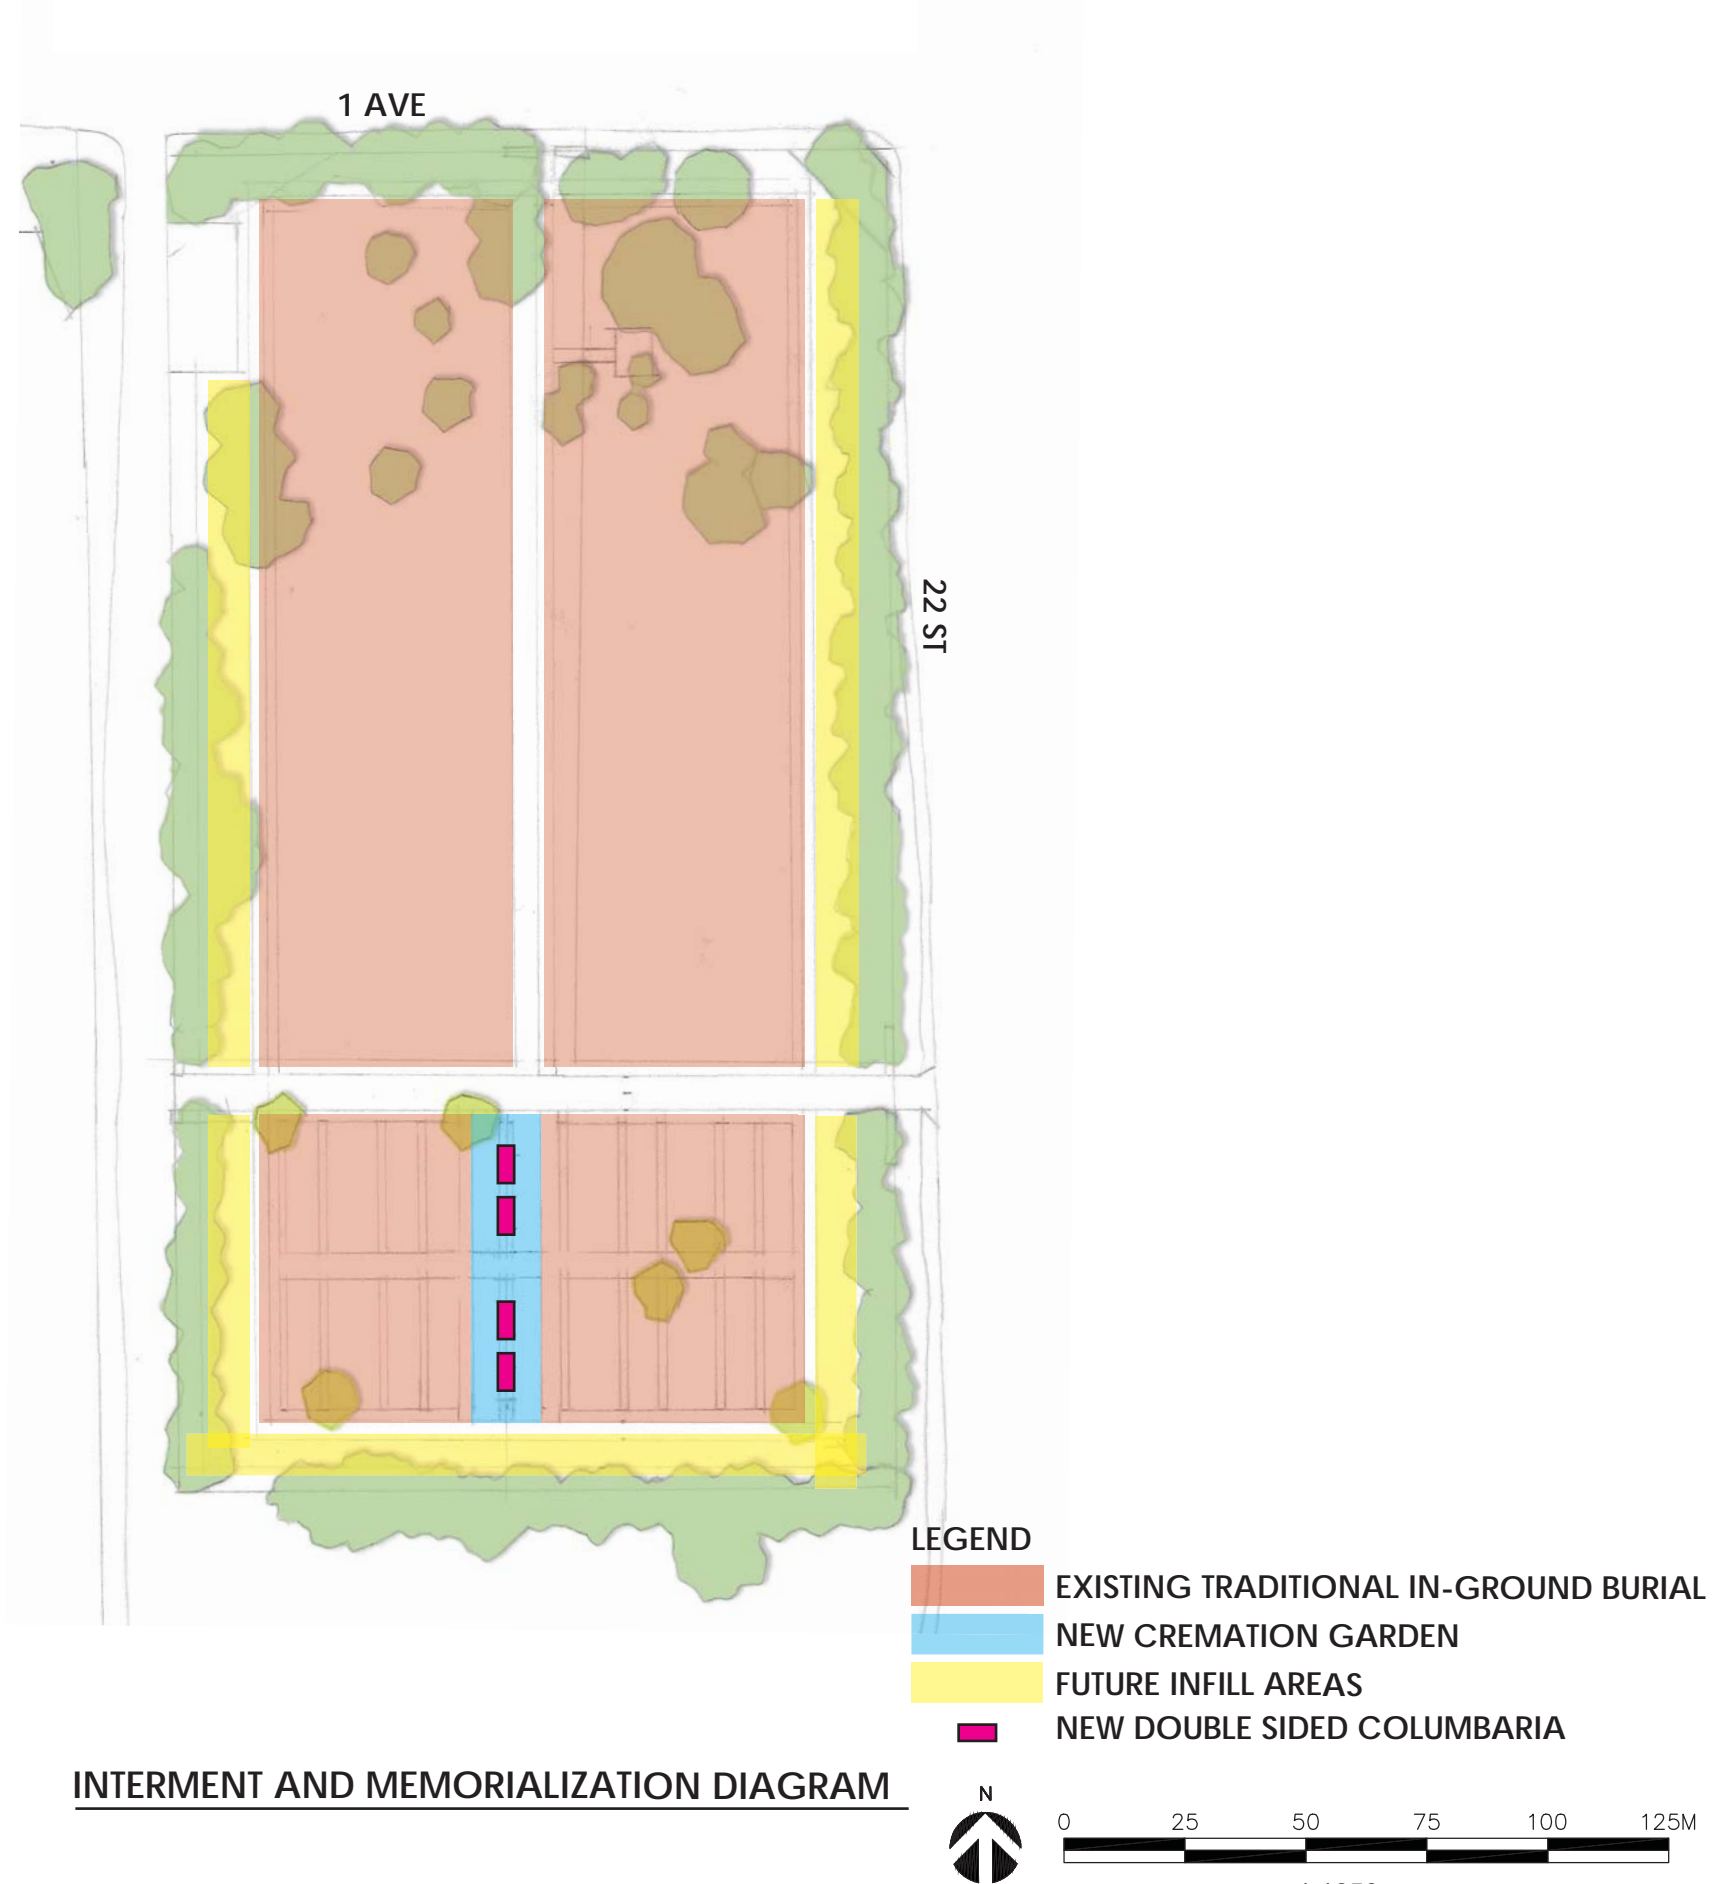 1 AVE
22 ST
LEGEND
EXISTING TRADITIONAL IN-GROUND BURIAL
NEW CREMATION GARDEN
FUTURE INFILL AREAS
NEW DOUBLE SIDED COLUMBARIA
INTERMENT AND MEMORIALIZATION DIAGRAM
N
0 25 50 75 100 125M